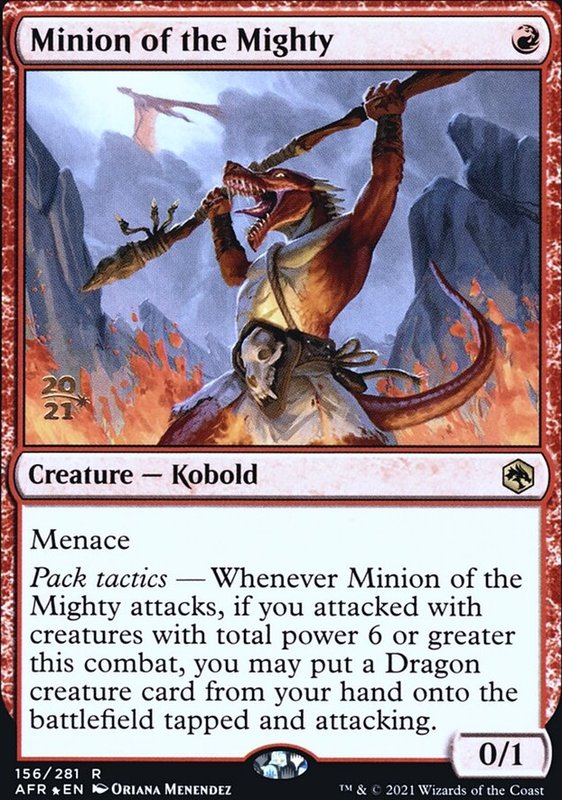 Minion of the Mighty
20
21
Creature — Kobold
Menace
Pack tactics — Whenever Minion of the
Mighty attacks, if you attacked with
creatures with total power 6 or greater
this combat, you may put a Dragon
creature card from your hand onto the
battlefield tapped and attacking.
0/1
156/281 R
AFR ★ EN Oriana Menendez
™ & © 2021 Wizards of the Coast